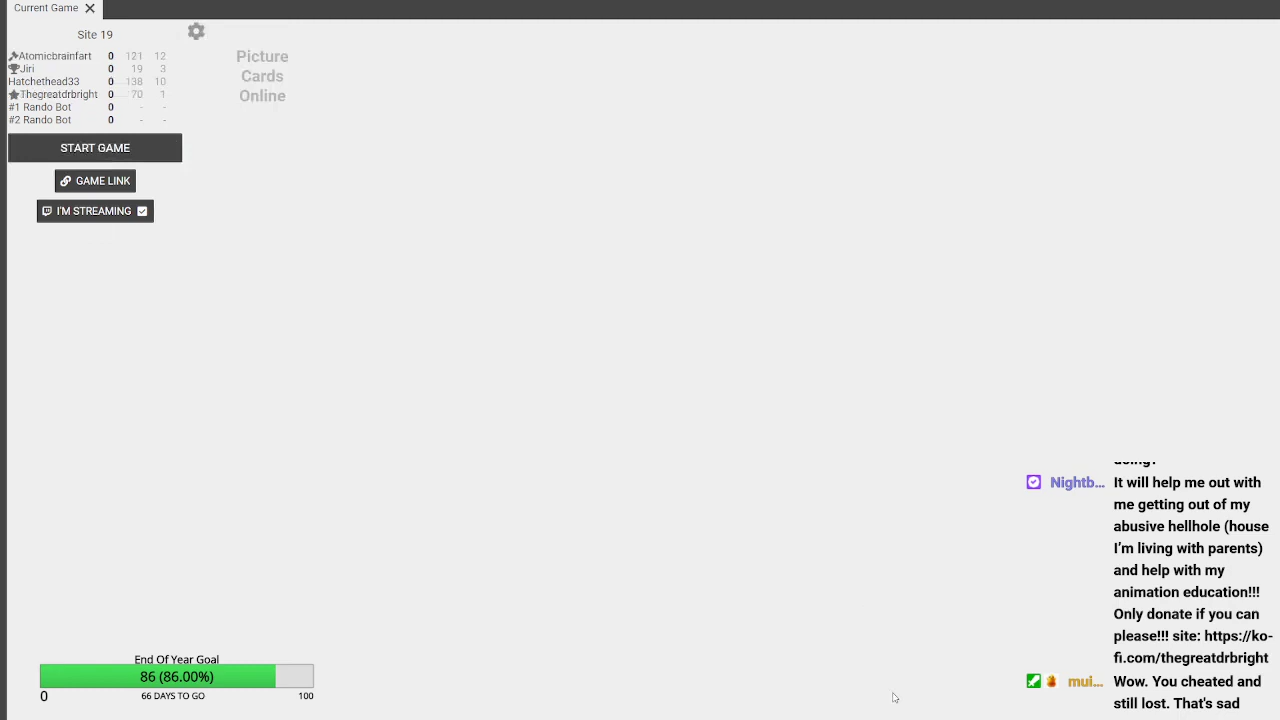 Current Game
Site 19
Atomicbrainfart 0 121 12
Jiri 0 19 3
Hatchethead33 0 138 10
Thegreatdrbright 0 70 1
#1 Rando Bot 0 - -
#2 Rando Bot 0 - -
START GAME
GAME LINK
I'M STREAMING
Picture
Cards
Online
Nightb... It will help me out with
me getting out of my
abusive hellhole (house
I'm living with parents)
and help with my
animation education!!!
Only donate if you can
please!!! site: https://ko-
fi.com/thegreatdrbright
mui... Wow. You cheated and
still lost. That's sad
End Of Year Goal
86 (86.00%)
0 66 DAYS TO GO 100